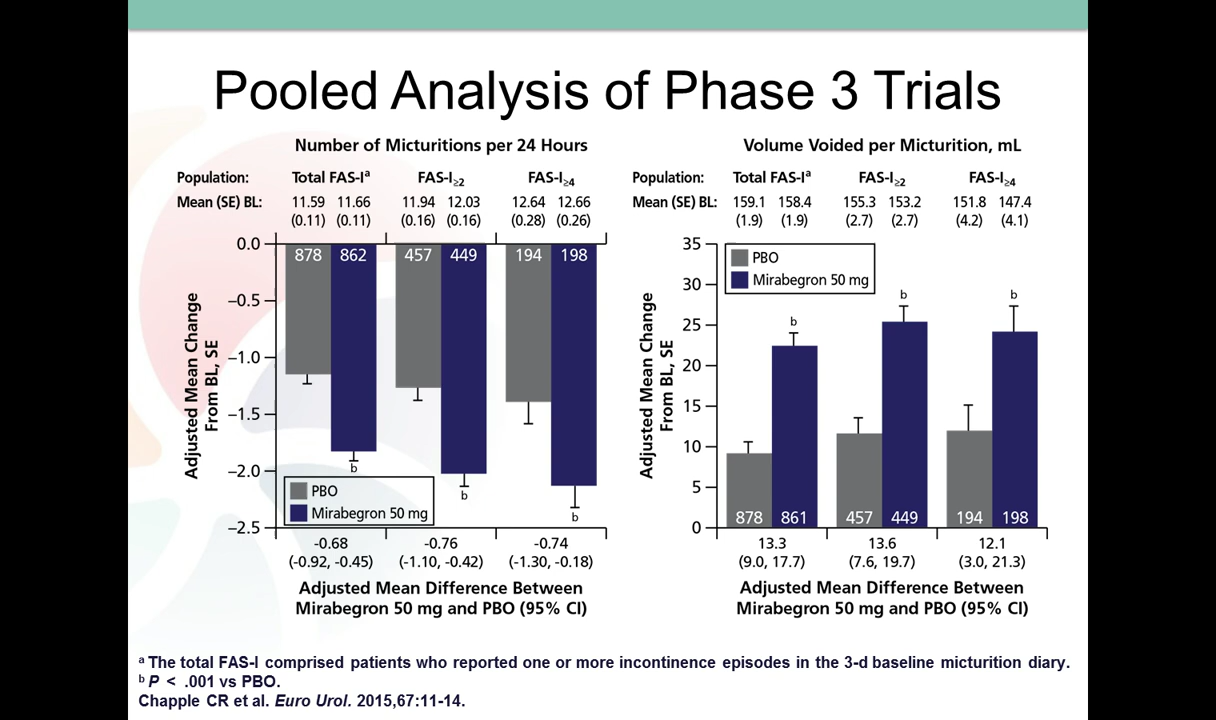 Pooled Analysis of Phase 3 Trials
Number of Micturitions per 24 Hours
Population: Total FAS-Iᵃ FAS-I≥2 FAS-I≥4
Mean (SE) BL: 11.59 11.66 11.94 12.03 12.64 12.66
(0.11) (0.11) (0.16) (0.16) (0.28) (0.26)
0.0
–0.5
–1.0
–1.5
–2.0
–2.5
Adjusted Mean Change
From BL, SE
878 862 457 449 194 198
b
b
b
PBO
Mirabegron 50 mg
-0.68 -0.76 -0.74
(-0.92, -0.45) (-1.10, -0.42) (-1.30, -0.18)
Adjusted Mean Difference Between
Mirabegron 50 mg and PBO (95% CI)
Volume Voided per Micturition, mL
Population: Total FAS-Iᵃ FAS-I≥2 FAS-I≥4
Mean (SE) BL: 159.1 158.4 155.3 153.2 151.8 147.4
(1.9) (1.9) (2.7) (2.7) (4.2) (4.1)
35
30
25
20
15
10
5
0
Adjusted Mean Change
From BL, SE
PBO
Mirabegron 50 mg
b
b
b
878 861 457 449 194 198
13.3 13.6 12.1
(9.0, 17.7) (7.6, 19.7) (3.0, 21.3)
Adjusted Mean Difference Between
Mirabegron 50 mg and PBO (95% CI)
ᵃ The total FAS-I comprised patients who reported one or more incontinence episodes in the 3-d baseline micturition diary.
ᵇ P < .001 vs PBO.
Chapple CR et al. Euro Urol. 2015,67:11-14.